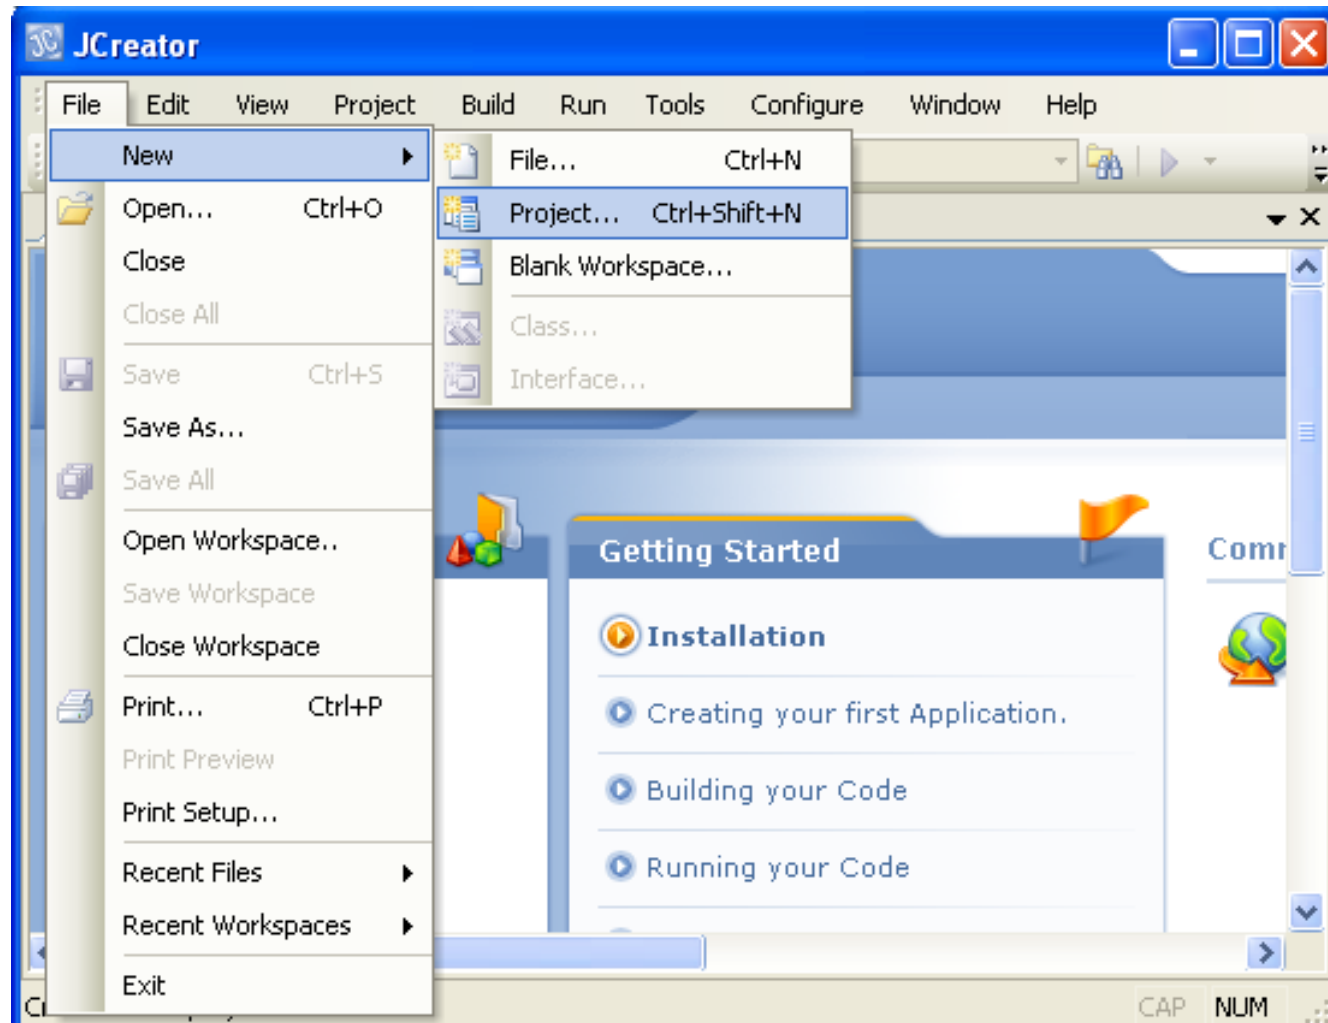 JCreator
File Edit View Project Build Run Tools Configure Window Help
New
Open... Ctrl+O
Close
Close All
Save Ctrl+S
Save As...
Save All
Open Workspace..
Save Workspace
Close Workspace
Print... Ctrl+P
Print Preview
Print Setup...
Recent Files
Recent Workspaces
Exit
File... Ctrl+N
Project... Ctrl+Shift+N
Blank Workspace...
Class...
Interface...
Getting Started
Installation
Creating your first Application.
Building your Code
Running your Code
CAP NUM